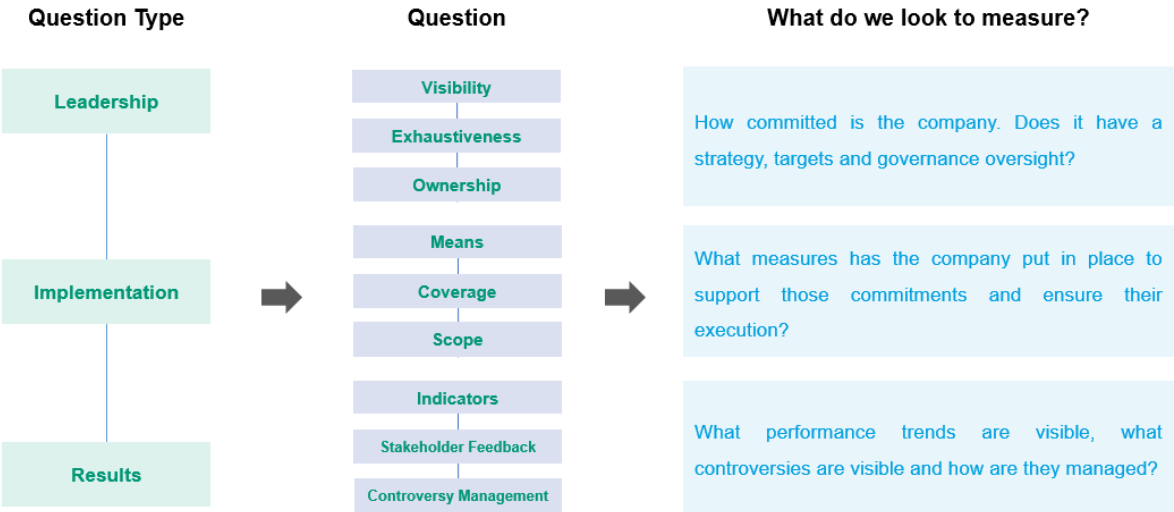 Question Type
Question
What do we look to measure?
Leadership
Visibility
Exhaustiveness
Ownership
How committed is the company. Does it have a
strategy, targets and governance oversight?
Implementation
Means
Coverage
Scope
What measures has the company put in place to
support those commitments and ensure their
execution?
Results
Indicators
Stakeholder Feedback
Controversy Management
What performance trends are visible, what
controversies are visible and how are they managed?